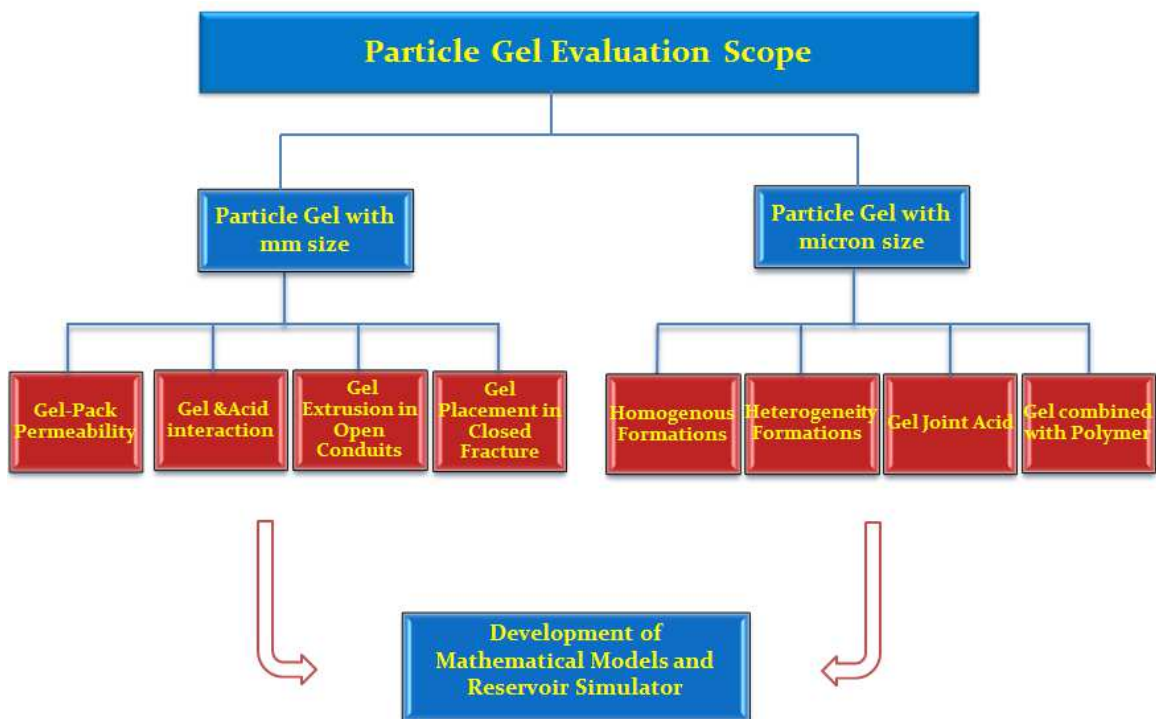 Particle Gel Evaluation Scope
Particle Gel with
mm size
Particle Gel with
micron size
Gel-Pack
Permeability
Gel &Acid
interaction
Gel
Extrusion in
Open
Conduits
Gel
Placement in
Closed
Fracture
Homogenous
Formations
Heterogeneity
Formations
Gel Joint Acid
Gel combined
with Polymer
Development of
Mathematical Models and
Reservoir Simulator